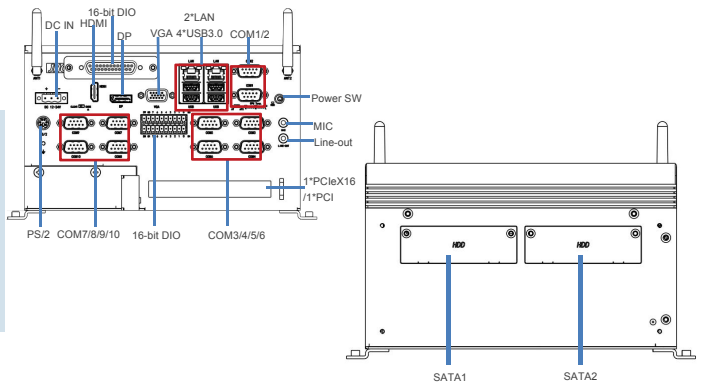 16-bit DIO
DC IN
HDMI
DP
2*LAN
VGA 4*USB3.0 COM1/2
Power SW
MIC
Line-out
1*PCIeX16
/1*PCI
PS/2 COM7/8/9/10 16-bit DIO COM3/4/5/6
HDD HDD
SATA1 SATA2